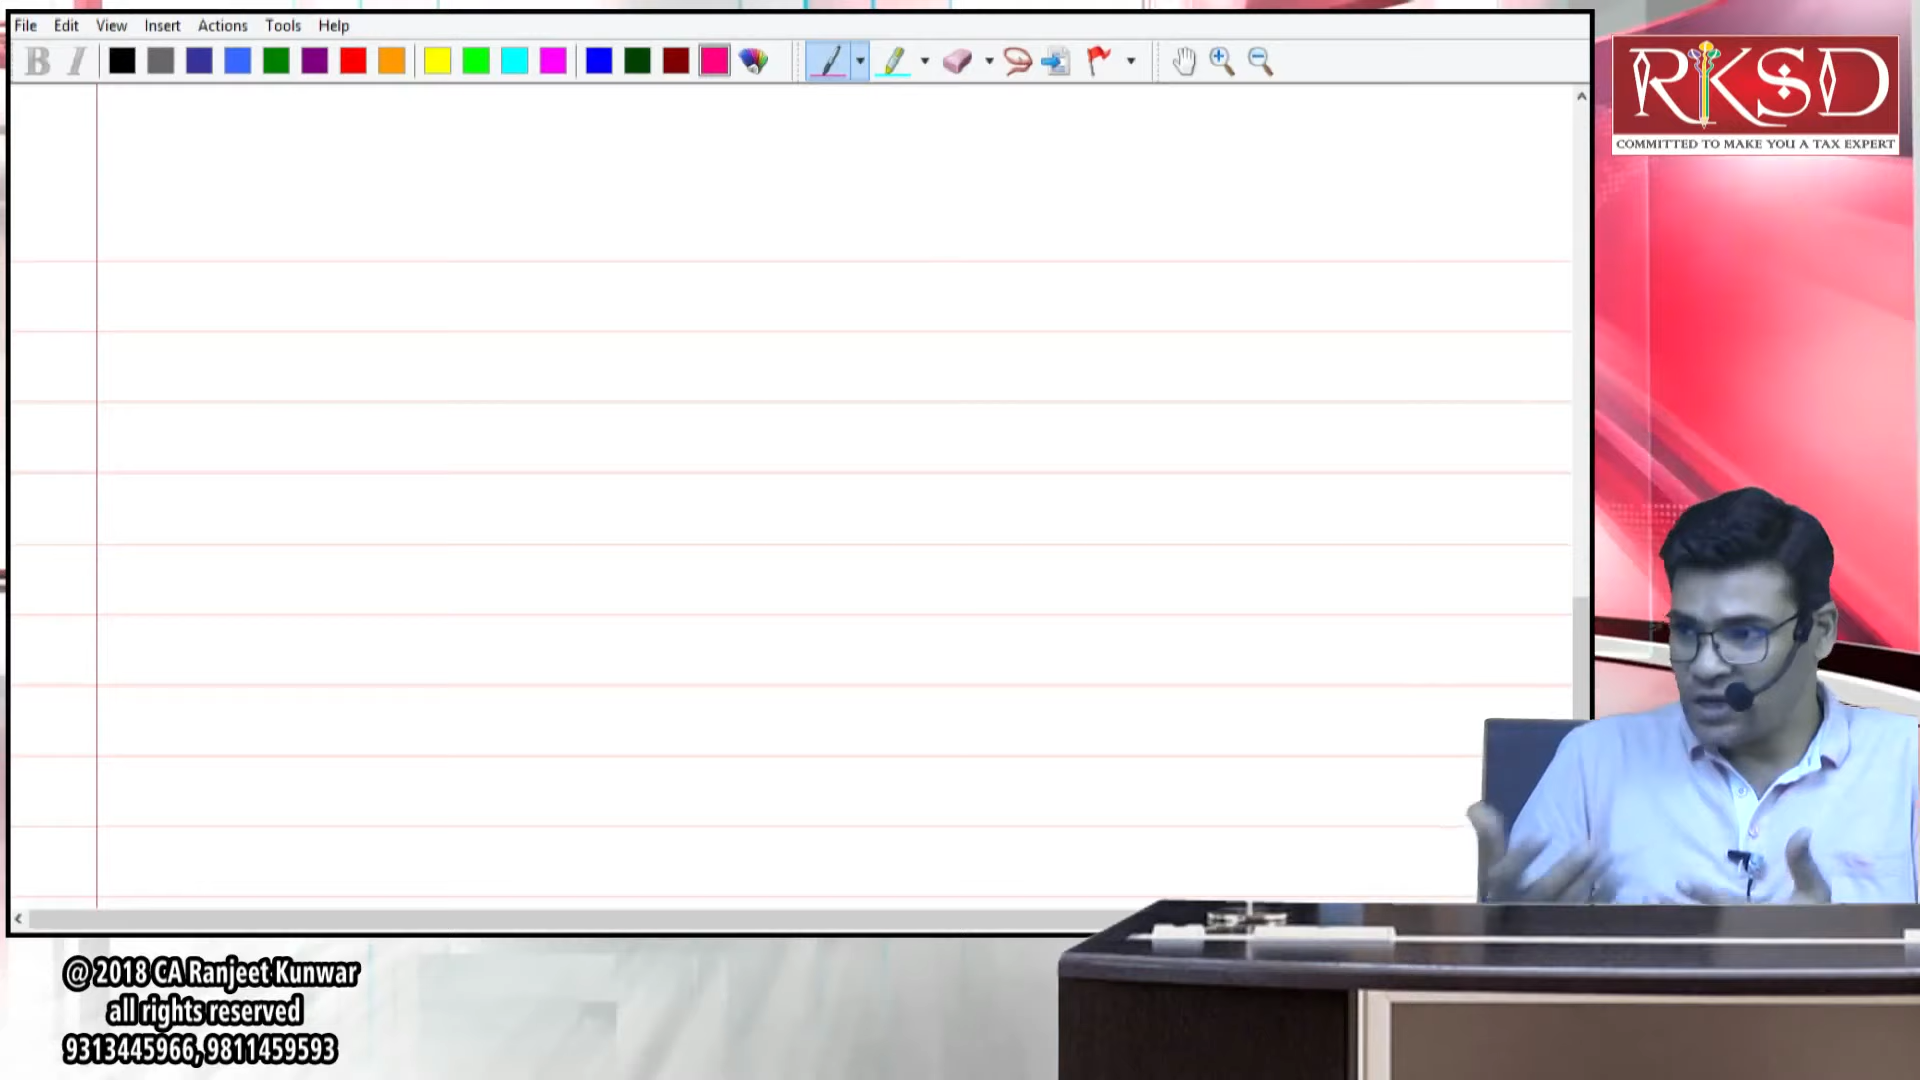 File Edit View Insert Actions Tools Help
B I
RKSD
COMMITTED TO MAKE YOU A TAX EXPERT
@ 2018 CA Ranjeet Kunwar
all rights reserved
9313445966, 9811459593